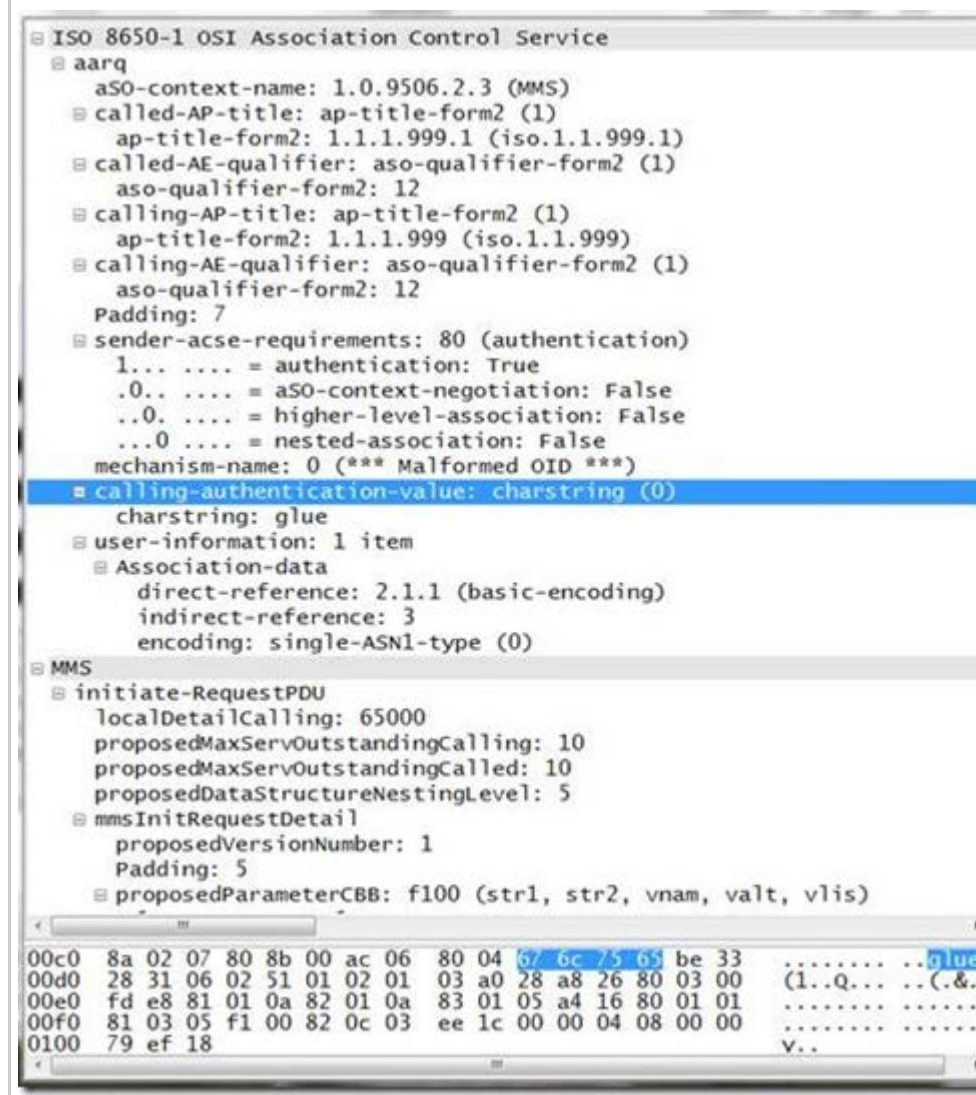 ISO 8650-1 OSI Association Control Service
aarq
aSO-context-name: 1.0.9506.2.3 (MMS)
called-AP-title: ap-title-form2 (1)
ap-title-form2: 1.1.1.999.1 (iso.1.1.999.1)
called-AE-qualifier: aso-qualifier-form2 (1)
aso-qualifier-form2: 12
calling-AP-title: ap-title-form2 (1)
ap-title-form2: 1.1.1.999 (iso.1.1.999)
calling-AE-qualifier: aso-qualifier-form2 (1)
aso-qualifier-form2: 12
Padding: 7
sender-acse-requirements: 80 (authentication)
1... .... = authentication: True
.0.. .... = aSO-context-negotiation: False
..0. .... = higher-level-association: False
...0 .... = nested-association: False
mechanism-name: 0 (*** Malformed OID ***)
calling-authentication-value: charstring (0)
charstring: glue
user-information: 1 item
Association-data
direct-reference: 2.1.1 (basic-encoding)
indirect-reference: 3
encoding: single-ASN1-type (0)
MMS
initiate-RequestPDU
localDetailCalling: 65000
proposedMaxServOutstandingCalling: 10
proposedMaxServOutstandingCalled: 10
proposedDataStructureNestingLevel: 5
mmsInitRequestDetail
proposedVersionNumber: 1
Padding: 5
proposedParameterCBB: f100 (str1, str2, vnam, valt, vlis)
00c0 8a 02 07 80 8b 00 ac 06 80 04 67 6c 75 65 be 33 ........ ..glue
00d0 28 31 06 02 51 01 02 01 03 a0 28 a8 26 80 03 00 (1..Q... ..(.&.
00e0 fd e8 81 01 0a 82 01 0a 83 01 05 a4 16 80 01 01 ........ ......
00f0 81 03 05 f1 00 82 0c 03 ee 1c 00 00 04 08 00 00 ........ ......
0100 79 ef 18 y..